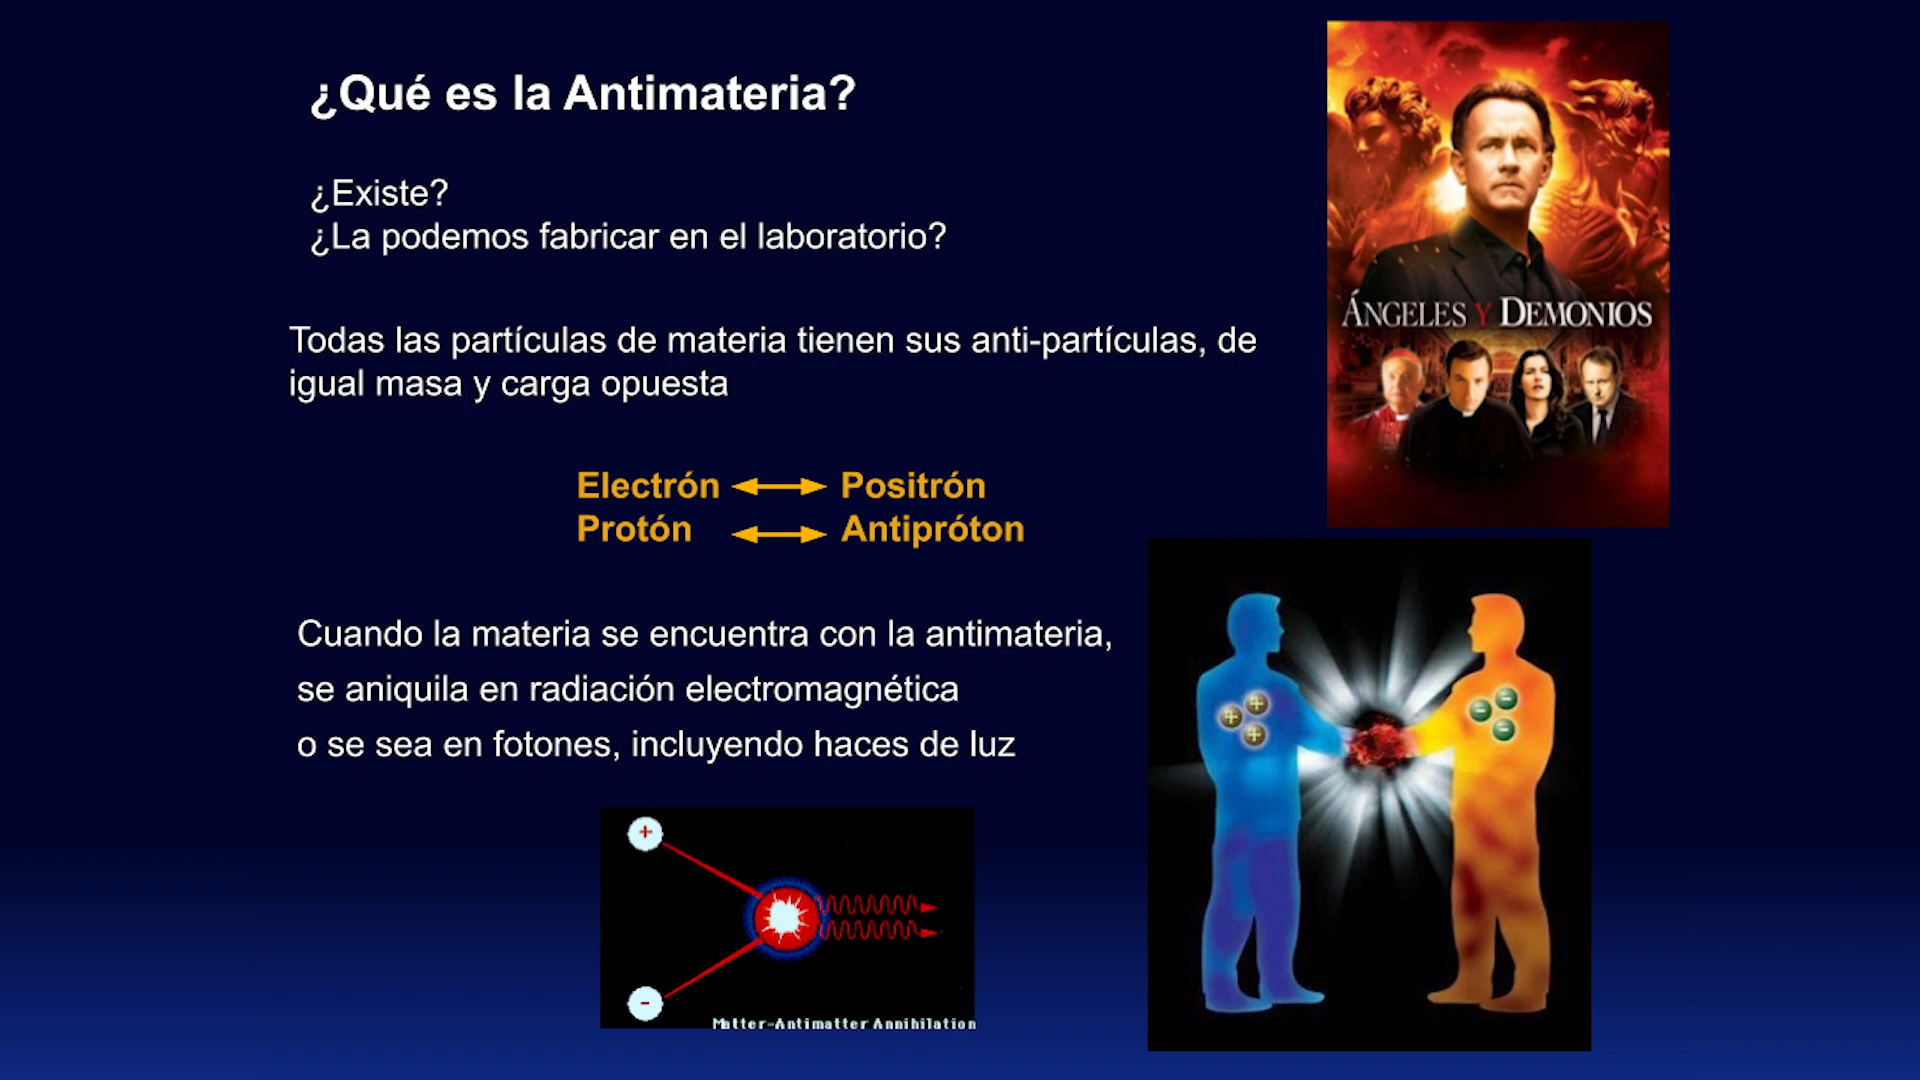 ¿Qué es la Antimateria?
¿Existe?
¿La podemos fabricar en el laboratorio?
Todas las partículas de materia tienen sus anti-partículas, de
igual masa y carga opuesta
Electrón Positrón
Protón Antipróton
Cuando la materia se encuentra con la antimateria,
se aniquila en radiación electromagnética
o se sea en fotones, incluyendo haces de luz
ÁNGELES Y DEMONIOS
+
-
Matter-Antimatter Annihilation
+ + +
- - -